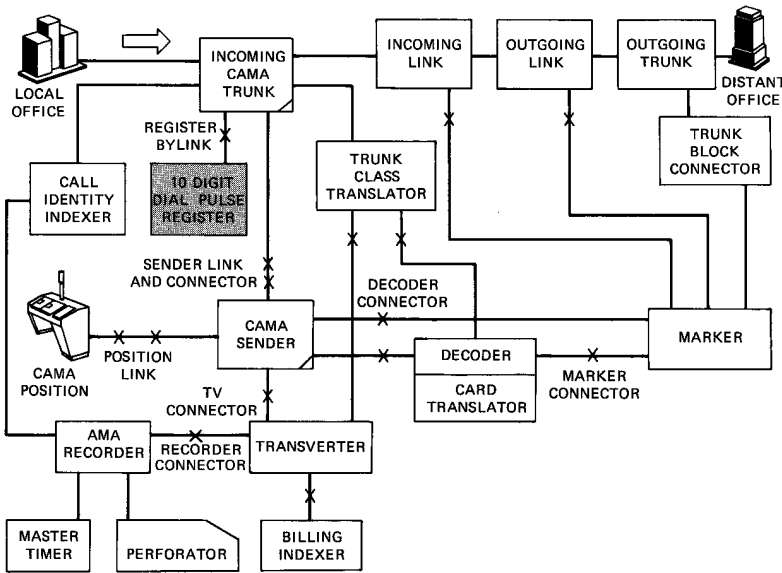 INCOMING
CAMA
TRUNK
INCOMING
LINK
OUTGOING
LINK
OUTGOING
TRUNK
LOCAL
OFFICE
DISTANT
OFFICE
REGISTER
BYLINK
TRUNK
CLASS
TRANSLATOR
TRUNK
BLOCK
CONNECTOR
CALL
IDENTITY
INDEXER
10 DIGIT
DIAL PULSE
REGISTER
SENDER LINK
AND CONNECTOR
DECODER
CONNECTOR
CAMA
SENDER
MARKER
CAMA
POSITION
POSITION
LINK
DECODER
CARD
TRANSLATOR
MARKER
CONNECTOR
TV
CONNECTOR
AMA
RECORDER
RECORDER
CONNECTOR
TRANSVERTER
MASTER
TIMER
PERFORATOR
BILLING
INDEXER